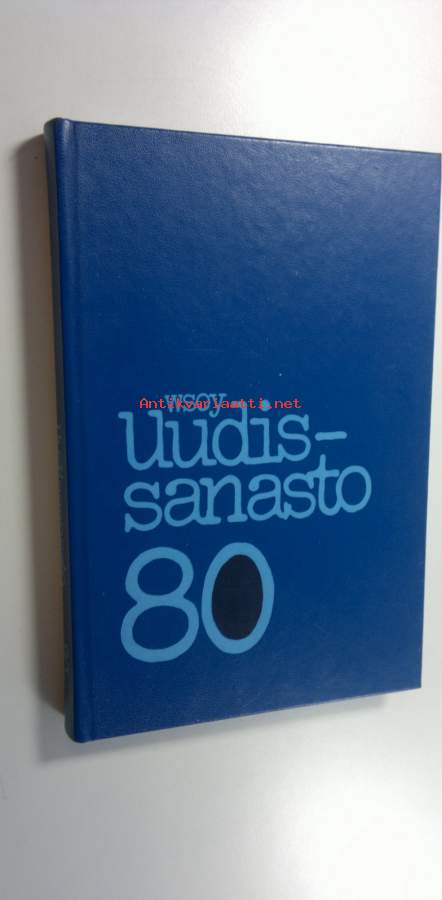 WSOY
Antikvariaatti.net
Uudis-
sanasto
80